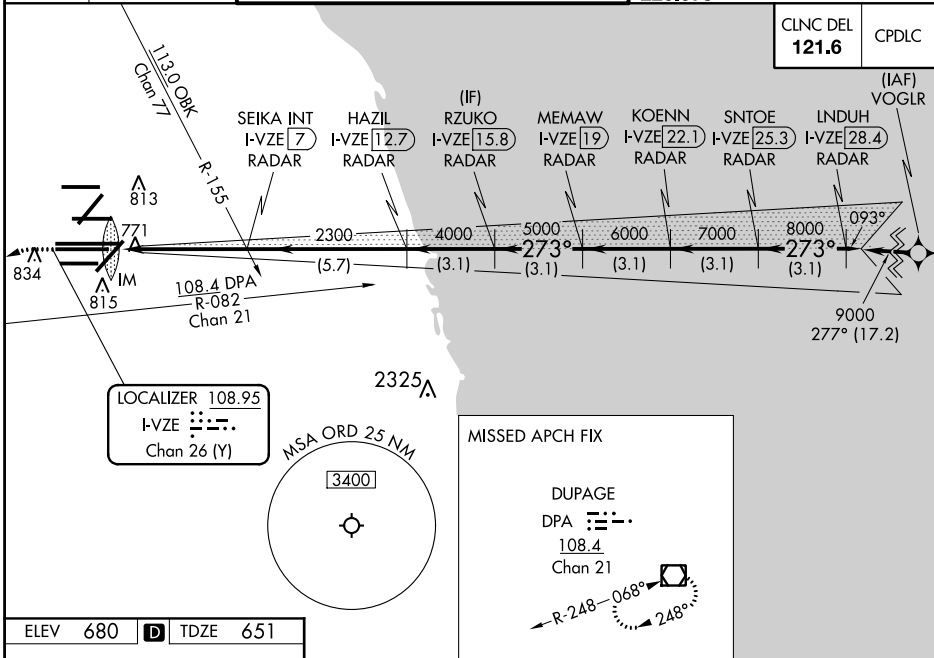 CLNC DEL
121.6
CPDLC
113.0 OBK
Chan 77
R-155
SEIKA INT
I-VZE 7
RADAR
HAZIL
I-VZE 12.7
RADAR
(IF)
RZUKO
I-VZE 15.8
RADAR
MEMAW
I-VZE 19
RADAR
KOENN
I-VZE 22.1
RADAR
SNTOE
I-VZE 25.3
RADAR
LNDUH
I-VZE 28.4
RADAR
(IAF)
VOGLR
813
771
834
815
IM
2300
4000
5000
6000
7000
8000
093°
273°
273°
(5.7)
(3.1)
(3.1)
(3.1)
(3.1)
(3.1)
9000
277° (17.2)
108.4 DPA
R-082
Chan 21
2325
LOCALIZER 108.95
I-VZE
Chan 26 (Y)
MSA ORD 25 NM
3400
MISSED APCH FIX
DUPAGE
DPA
108.4
Chan 21
R-248
068°
248°
ELEV 680 D TDZE 651